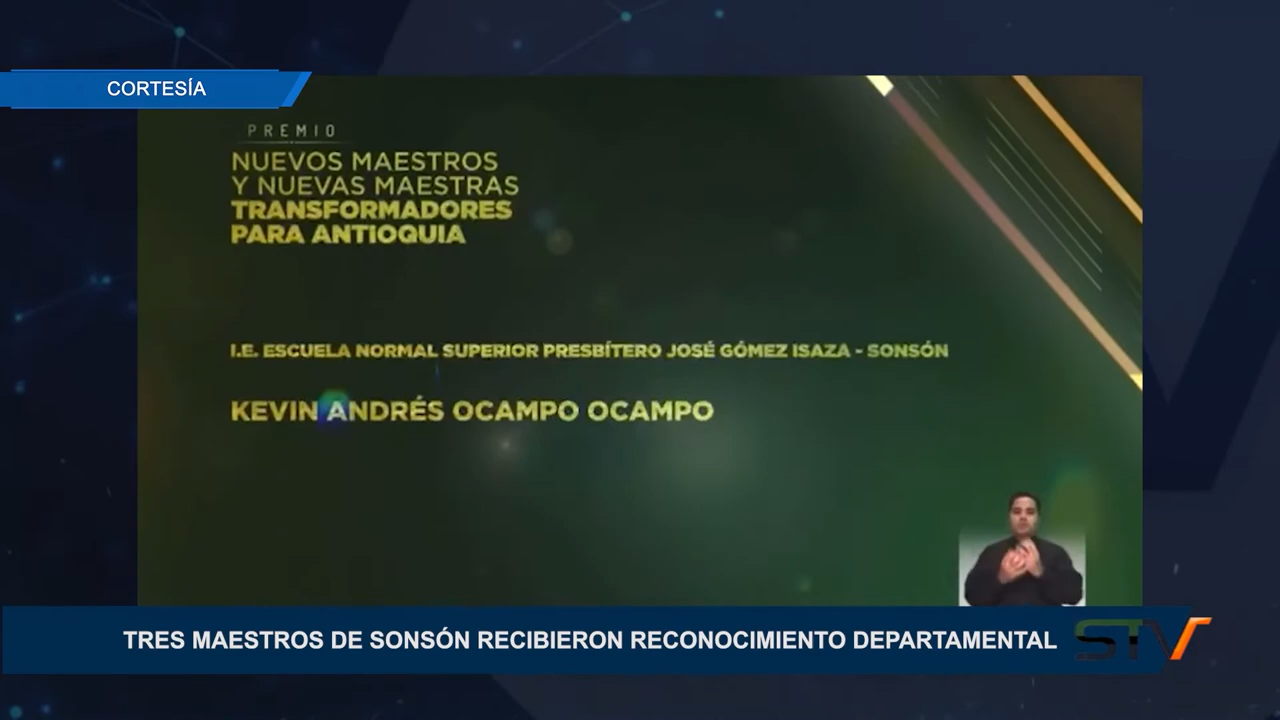 CORTESÍA
PREMIO
NUEVOS MAESTROS
Y NUEVAS MAESTRAS
TRANSFORMADORES
PARA ANTIOQUIA
I.E. ESCUELA NORMAL SUPERIOR PRESBÍTERO JOSÉ GÓMEZ ISAZA - SONSÓN
KEVIN ANDRÉS OCAMPO OCAMPO
TRES MAESTROS DE SONSÓN RECIBIERON RECONOCIMIENTO DEPARTAMENTAL
STV